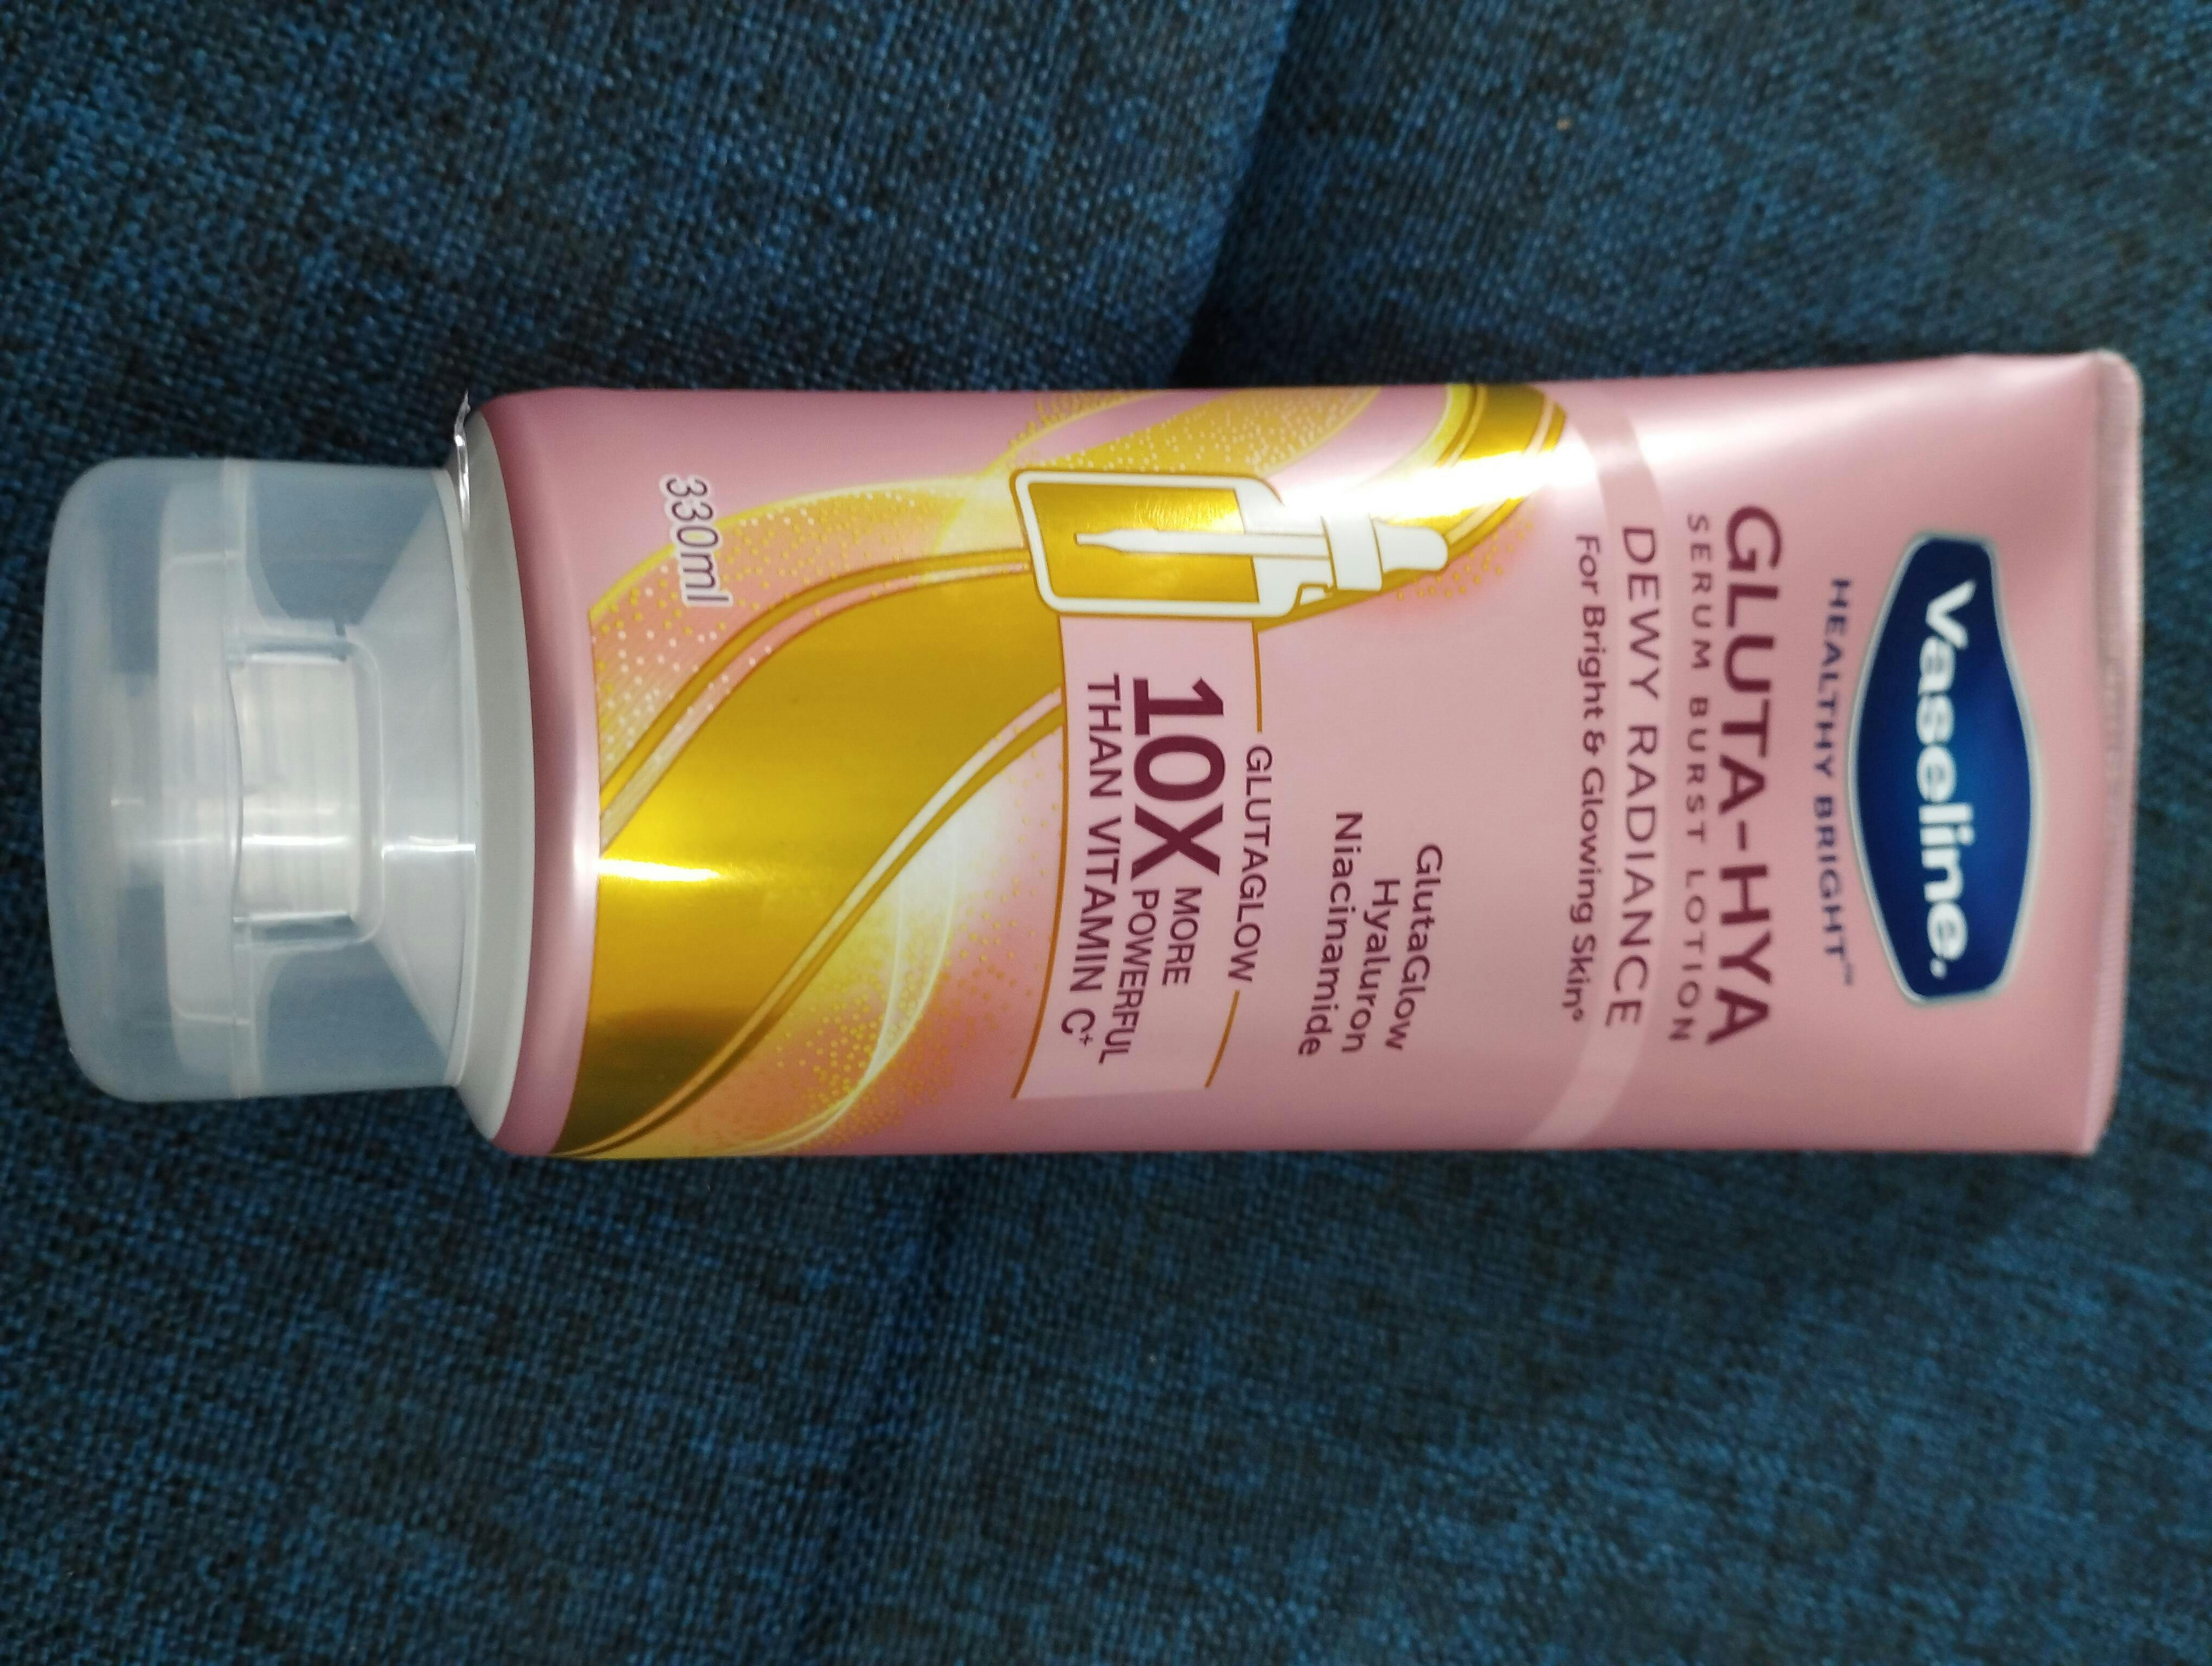 Vaseline.
HEALTHY BRIGHT™
GLUTA-HYA
SERUM BURST LOTION
DEWY RADIANCE
For Bright & Glowing Skin°
GlutaGlow
Hyaluron
Niacinamide
GLUTAGLOW
10X MORE
POWERFUL
THAN VITAMIN C⁺
330ml